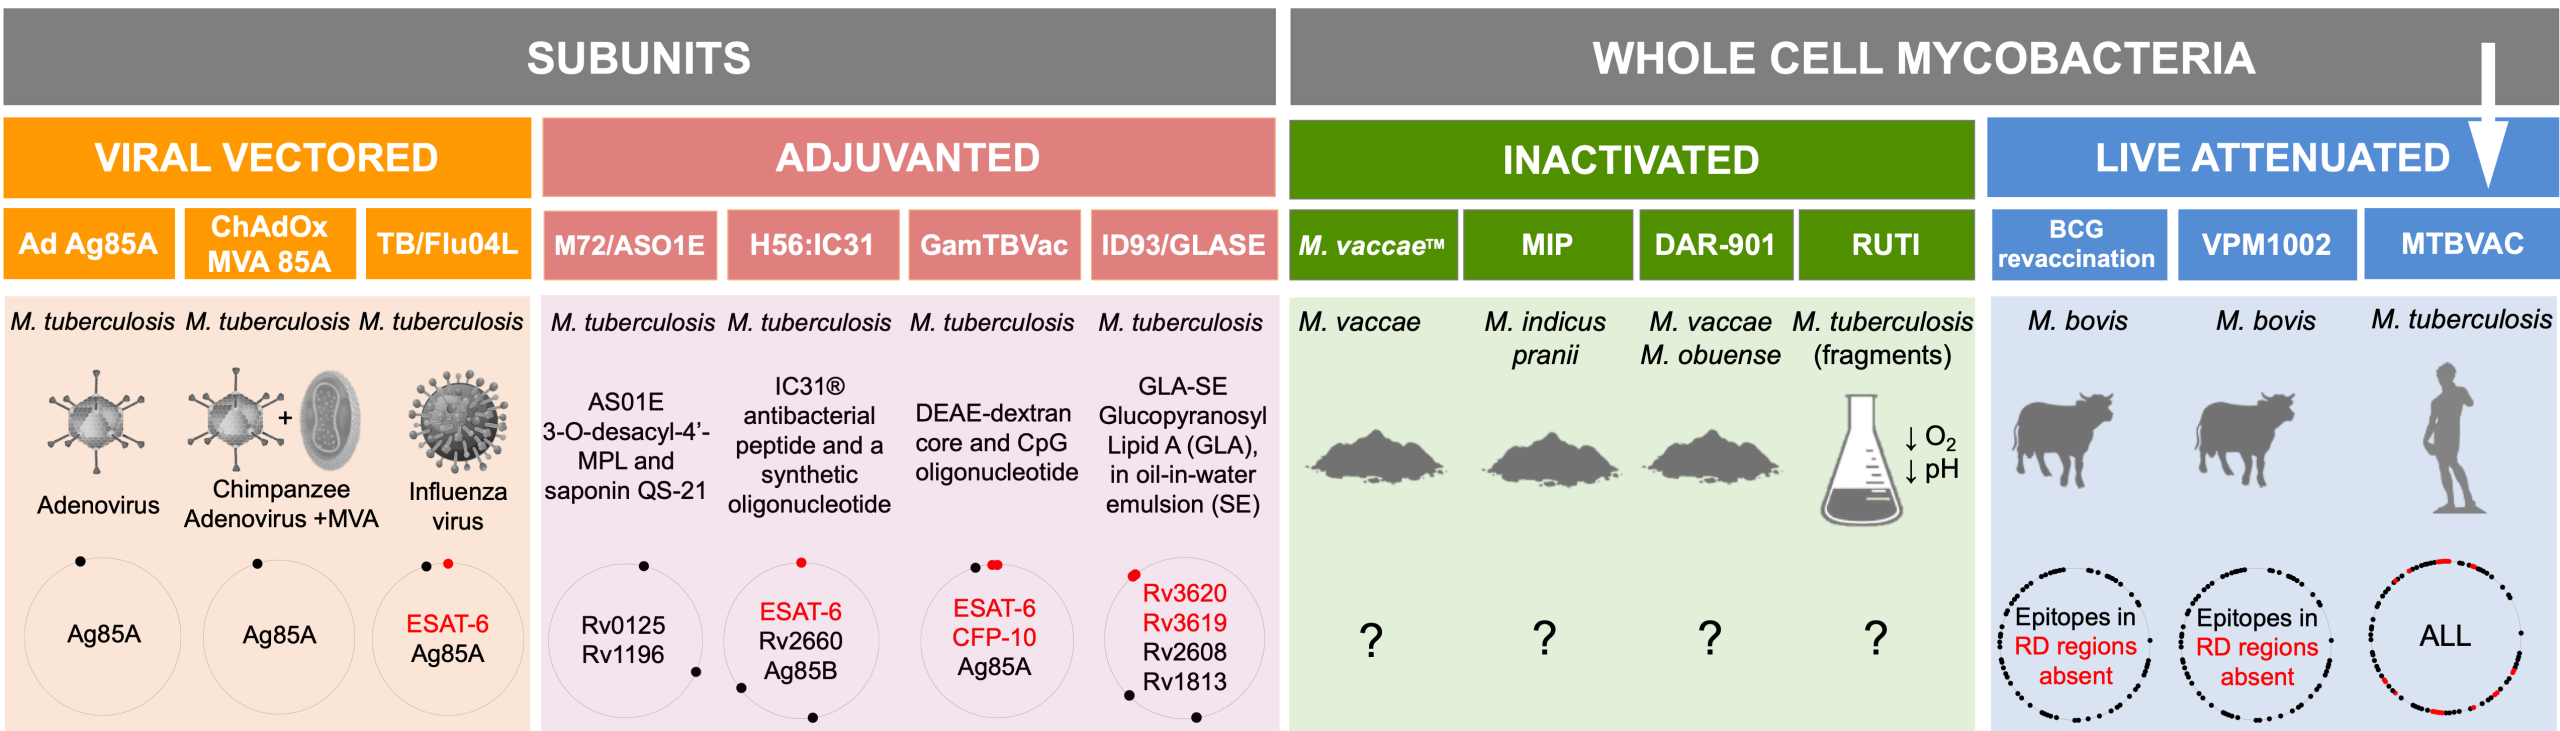 SUBUNITS
WHOLE CELL MYCOBACTERIA
VIRAL VECTORED
ADJUVANTED
INACTIVATED
LIVE ATTENUATED
Ad Ag85A
ChAdOx
MVA 85A
TB/Flu04L
M72/ASO1E
H56:IC31
GamTBVac
ID93/GLASE
M. vaccae™
MIP
DAR-901
RUTI
BCG
revaccination
VPM1002
MTBVAC
M. tuberculosis
Adenovirus
Ag85A
M. tuberculosis
+
Chimpanzee
Adenovirus +MVA
Ag85A
M. tuberculosis
Influenza
virus
ESAT-6
Ag85A
M. tuberculosis
AS01E
3-O-desacyl-4’-
MPL and
saponin QS-21
Rv0125
Rv1196
M. tuberculosis
IC31®
antibacterial
peptide and a
synthetic
oligonucleotide
ESAT-6
Rv2660
Ag85B
M. tuberculosis
DEAE-dextran
core and CpG
oligonucleotide
ESAT-6
CFP-10
Ag85A
M. tuberculosis
GLA-SE
Glucopyranosyl
Lipid A (GLA),
in oil-in-water
emulsion (SE)
Rv3620
Rv3619
Rv2608
Rv1813
M. vaccae
?
M. indicus
pranii
?
M. vaccae
M. obuense
?
M. tuberculosis
(fragments)
↓ O₂
↓ pH
?
M. bovis
Epitopes in
RD regions
absent
M. bovis
Epitopes in
RD regions
absent
M. tuberculosis
ALL